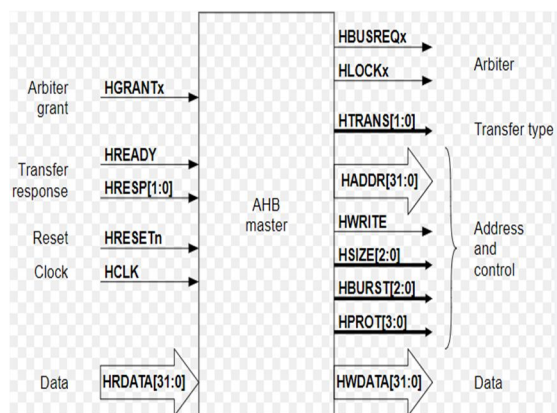 HBUSREQx
HLOCKx
Arbiter
Arbiter
grant
HGRANTx
HTRANS[1:0]
Transfer type
Transfer
response
HREADY
HRESP[1:0]
HADDR[31:0]
AHB
master
HWRITE
HSIZE[2:0]
HBURST[2:0]
HPROT[3:0]
Address
and
control
Reset
HRESETn
Clock
HCLK
Data
HRDATA[31:0]
HWDATA[31:0]
Data